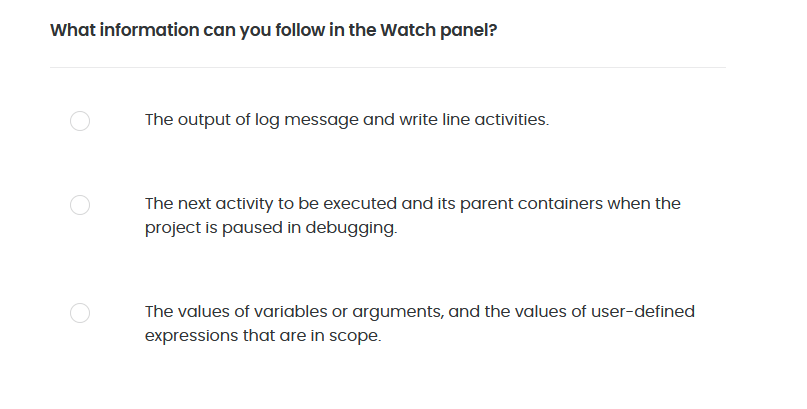 What information can you follow in the Watch panel?
The output of log message and write line activities.
The next activity to be executed and its parent containers when the
project is paused in debugging.
The values of variables or arguments, and the values of user-defined
expressions that are in scope.